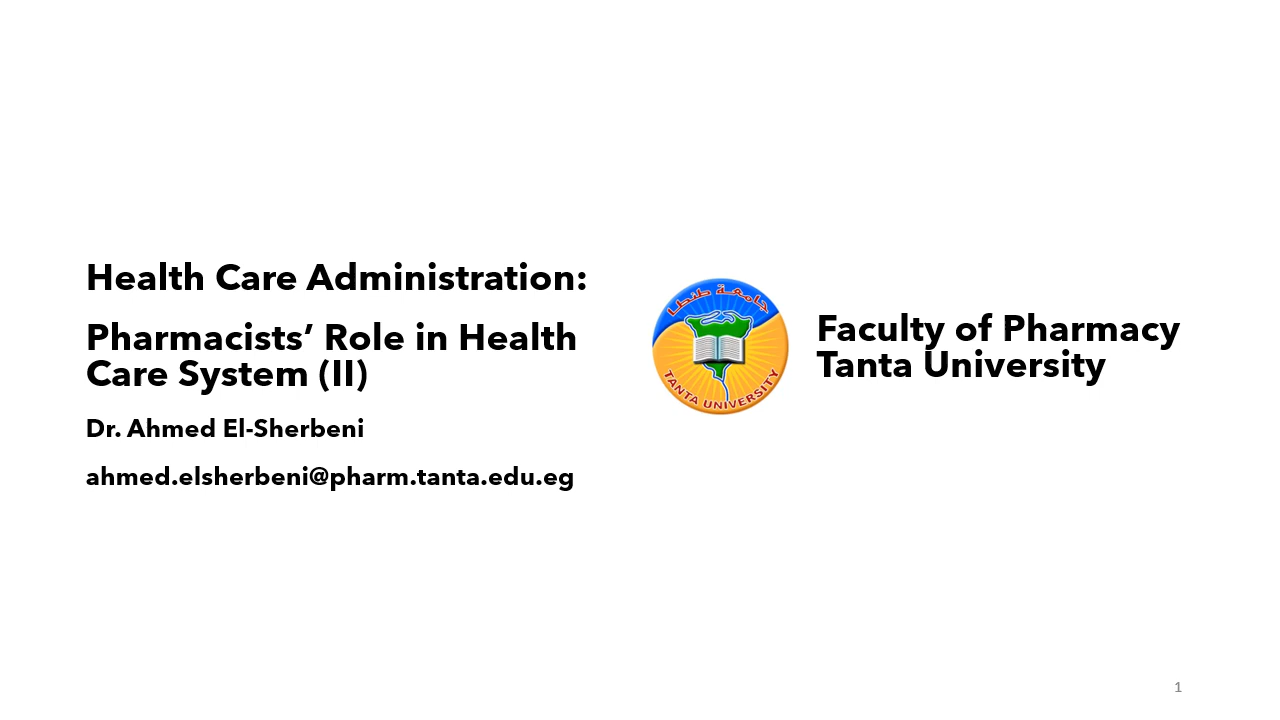 Health Care Administration:
Pharmacists’ Role in Health
Care System (II)
Dr. Ahmed El-Sherbeni
ahmed.elsherbeni@pharm.tanta.edu.eg
جامعة طنطا
TANTA UNIVERSITY
Faculty of Pharmacy
Tanta University
1